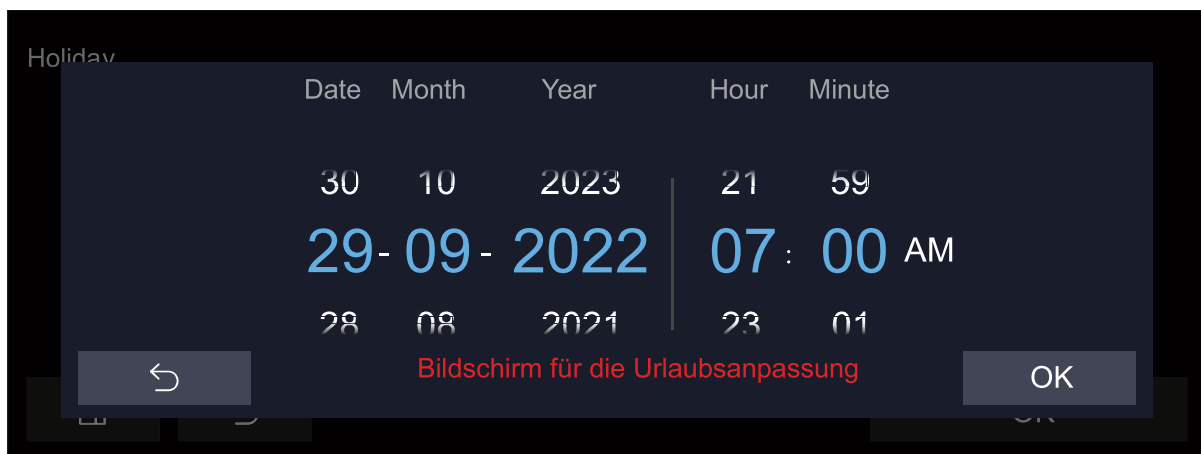 Holiday
Date Month Year Hour Minute
30 10 2023 21 59
29 - 09 - 2022 07 : 00 AM
28 08 2021 23 01
Bildschirm für die Urlaubsanpassung
OK
OK